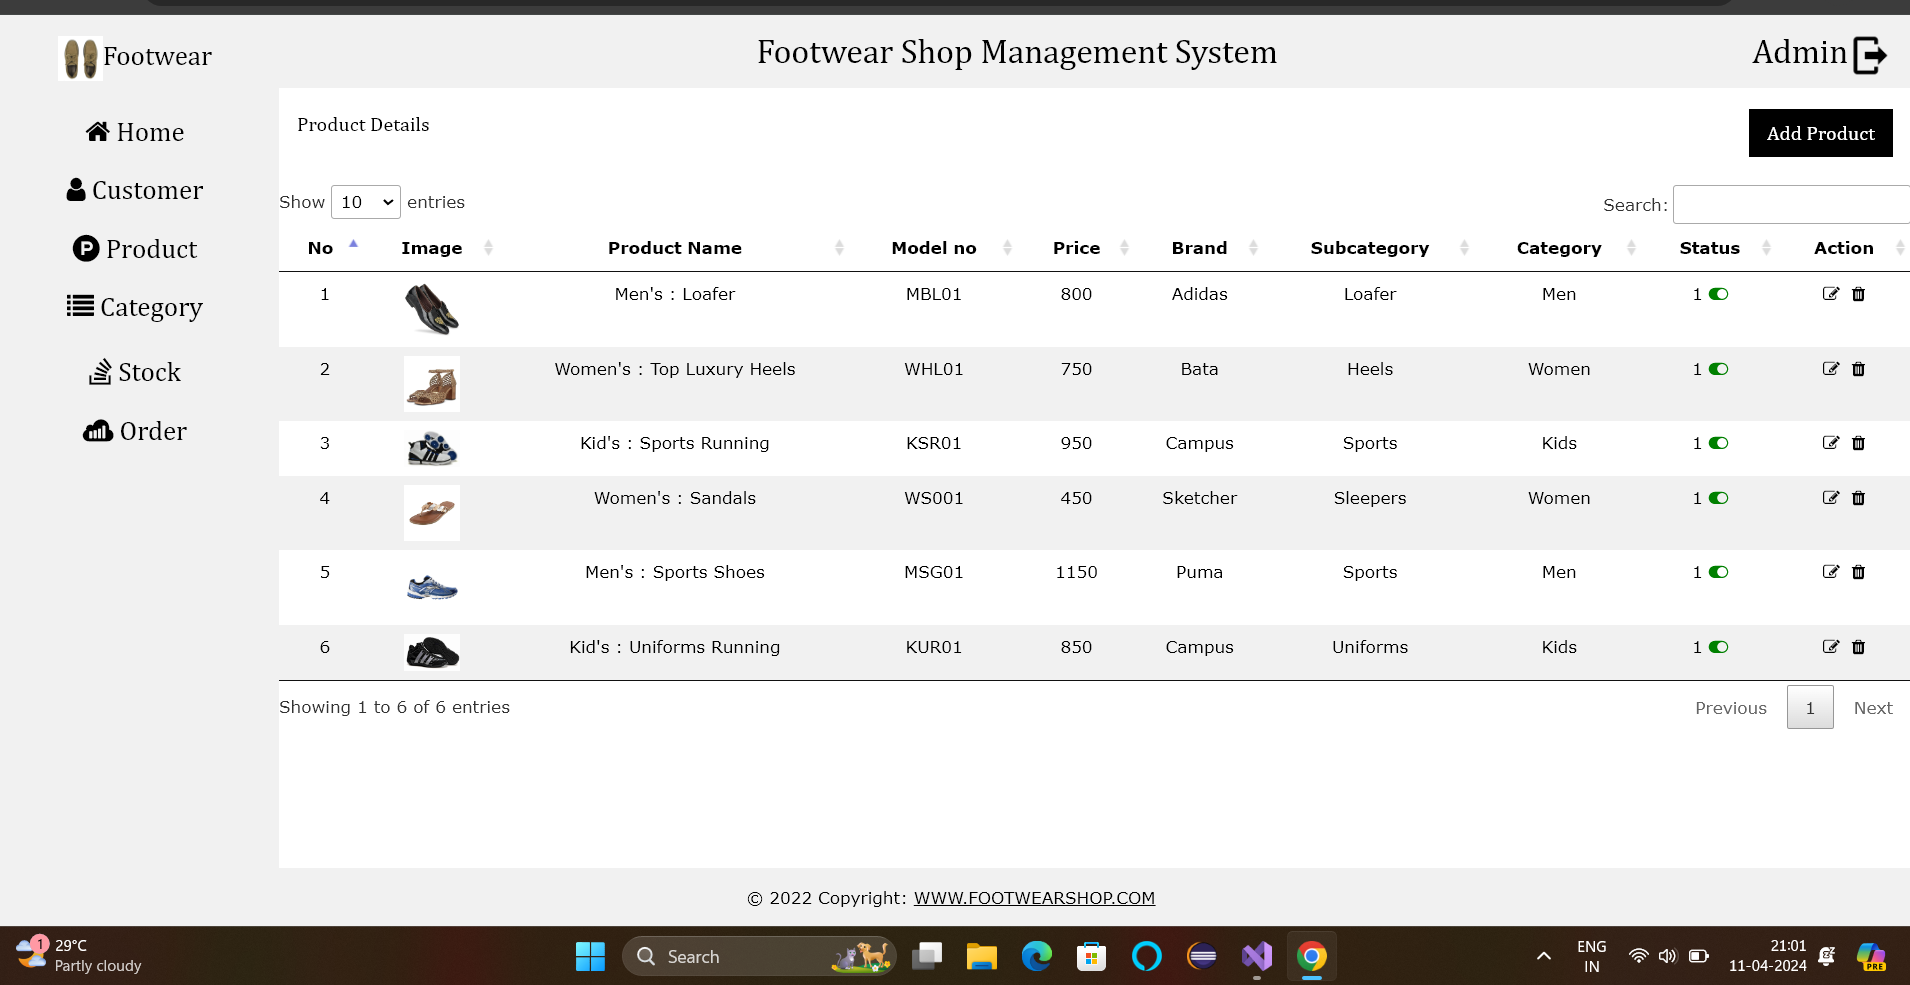 Footwear
Footwear Shop Management System
Admin
Home
Customer
Product
Category
Stock
Order
Product Details
Add Product
Show 10 entries
Search:
No Image Product Name Model no Price Brand Subcategory Category Status Action
1 Men's : Loafer MBL01 800 Adidas Loafer Men 1
2 Women's : Top Luxury Heels WHL01 750 Bata Heels Women 1
3 Kid's : Sports Running KSR01 950 Campus Sports Kids 1
4 Women's : Sandals WS001 450 Sketcher Sleepers Women 1
5 Men's : Sports Shoes MSG01 1150 Puma Sports Men 1
6 Kid's : Uniforms Running KUR01 850 Campus Uniforms Kids 1
Showing 1 to 6 of 6 entries
Previous 1 Next
© 2022 Copyright: WWW.FOOTWEARSHOP.COM
1
29°C
Partly cloudy
Search
ENG
IN
21:01
11-04-2024
PRE